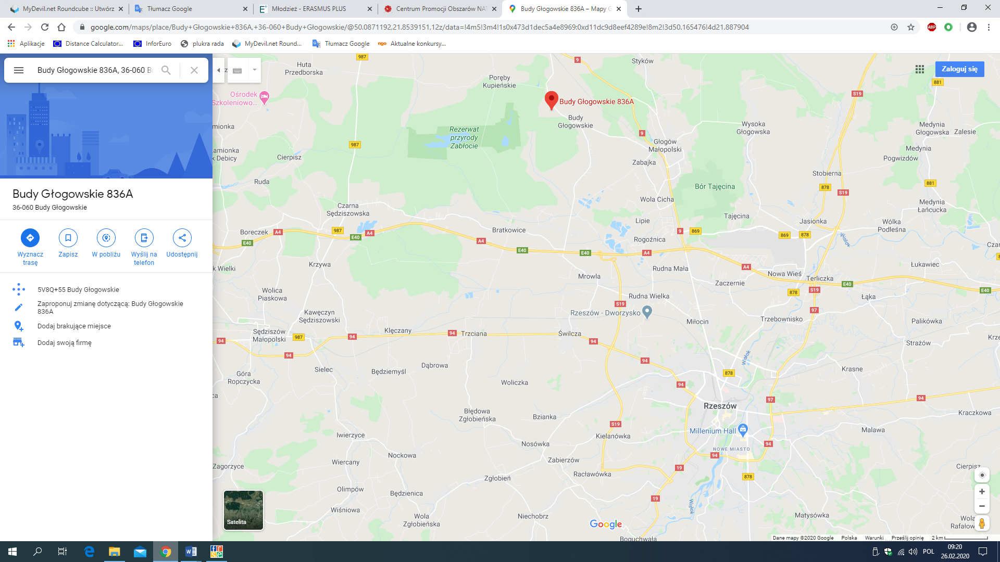 MyDevil.net Roundcube :: Utwórz
Tłumacz Google
Młodzież - ERASMUS PLUS
Centrum Promocji Obszarów NAT
Budy Głogowskie 836A – Mapy G
google.com/maps/place/Budy+Głogowskie+836A,+36-060+Budy+Głogowskie/@50.0871192,21.8539151,12z/data=!4m5!3m4!1s0x473d1dec5a4e8969:0xd11dc9d8eef4289e!8m2!3d50.165476!4d21.887904
ABP
Aplikacje
Distance Calculator...
InforEuro
plukra rada
MyDevil.net Round...
Tłumacz Google
ngo
Aktualne konkursy...
Budy Głogowskie 836A, 36-060 B
Budy Głogowskie 836A
36-060 Budy Głogowskie
Wyznacz
trasę
Zapisz
W pobliżu
Wyślij na
telefon
Udostępnij
5V8Q+55 Budy Głogowskie
Zaproponuj zmianę dotyczącą: Budy Głogowskie
836A
Dodaj brakujące miejsce
Dodaj swoją firmę
Satelita
Zaloguj się
987
Huta
Przedborska
9
Styków
Poręby
Kupieńskie
881
Ośrodek
Szkoleniowo...
S19
Budy Głogowskie 836A
Budy
Głogowskie
Wysoka
Głogowska
Medynia
Głogowska
Zalesie
Rezerwat
przyrody
Zabłocie
9
987
Głogów
Małopolski
Medynia
Pogwizdów
Cierpisz
Zabajka
Stobierna
Ruda
Bór Tajęcina
878
S19
881
Czarna
Sędziszowska
Wola Cicha
Medynia
Łańcucka
Tajęcina
Lipie
Jasionka
Wólka
Podleśna
Boreczek
A4
987
A4
E40
Bratkowice
9
869
869
878
E40
A4
Rogoźnica
Wisłok
E40
E40
A4
Krzywa
Rudna Mała
A4
Nowa Wieś
Łukawiec
Mrowla
Terliczka
Zaczernie
E40
S19
E40
Wolica
Piaskowa
878
Łąka
Rudna Wielka
S19
97
Rzeszów - Dworzysko
Kawęczyn
Sędziszowski
Miłocin
Trzebownisko
Palikówka
Sędziszów
Małopolski
987
94
Klęczany
94
Trzciana
Świlcza
94
94
Strażów
94
94
Wisłok
Dąbrowa
Sielec
Będziemyśl
Góra
Ropczycka
878
Krasne
Woliczka
94
97
94
Rzeszów
Błędowa
Zgłobieńska
Bzianka
Kraczkowa
S19
Iwierzyce
Kielanówka
Millenium Hall
Malawa
Nosówka
NOWE MIASTO
94
94
Nockowa
Wiercany
Zabierzów
Zagorzyce
19
Cierpisz
Racławówka
Zgłobień
878
Olimpów
Będzienica
19
Wisłok
Wiśniowa
Wola
Zgłobieńska
Niechobrz
Matysówka
Google
Boguchwała
Dane mapy ©2020 Google
Polska
Warunki
Prześlij opinię
2 km
POL
09:20
26.02.2020